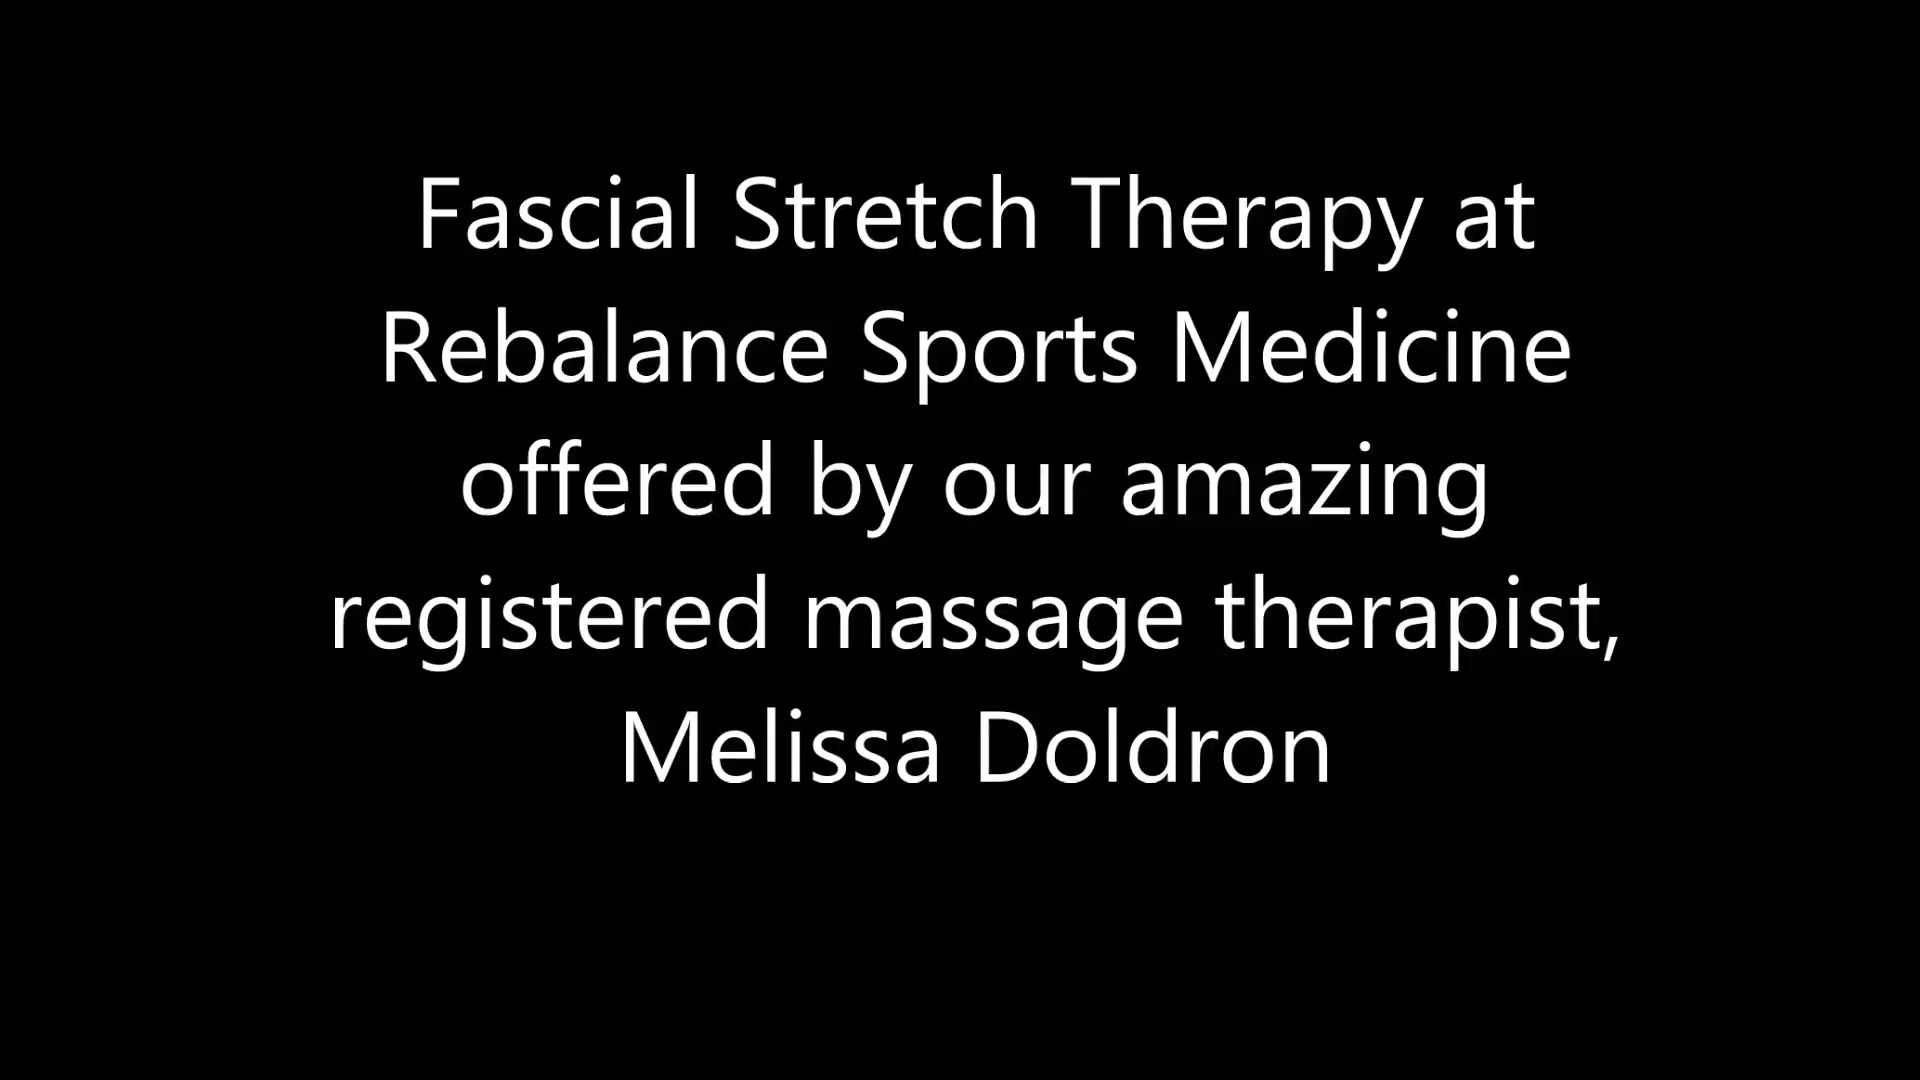 Fascial Stretch Therapy at
Rebalance Sports Medicine
offered by our amazing
registered massage therapist,
Melissa Doldron